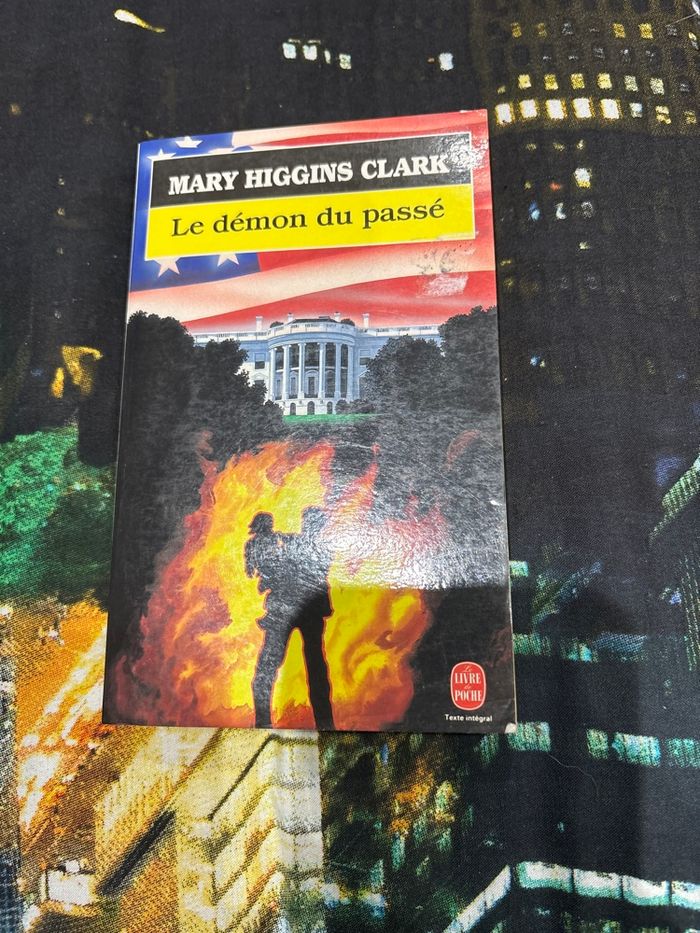 MARY HIGGINS CLARK
Le démon du passé
Le
LIVRE
de
POCHE
Texte intégral